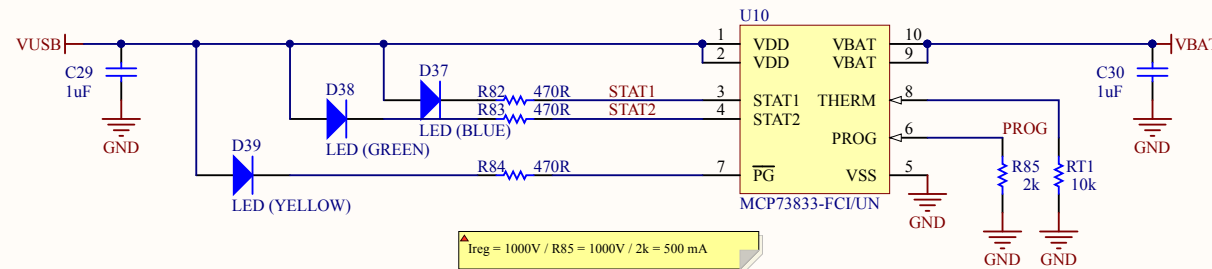 U10
VUSB
C29
1uF
GND
D37
LED (BLUE)
D38
LED (GREEN)
D39
LED (YELLOW)
R82 470R STAT1
R83 470R STAT2
R84 470R
1 VDD VBAT 10
2 VDD VBAT 9
3 STAT1 THERM 8
4 STAT2
PROG 6 PROG
7 PG VSS 5
MCP73833-FCI/UN
GND
VBAT
C30
1uF
GND
R85
2k
GND
RT1
10k
GND
Ireg = 1000V / R85 = 1000V / 2k = 500 mA